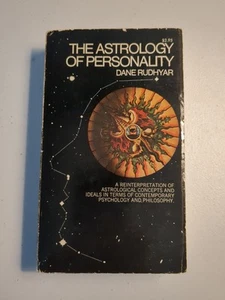 $2.95
THE ASTROLOGY
OF PERSONALITY
DANE RUDHYAR
A REINTERPRETATION OF
ASTROLOGICAL CONCEPTS AND
IDEALS IN TERMS OF CONTEMPORARY
PSYCHOLOGY AND PHILOSOPHY.